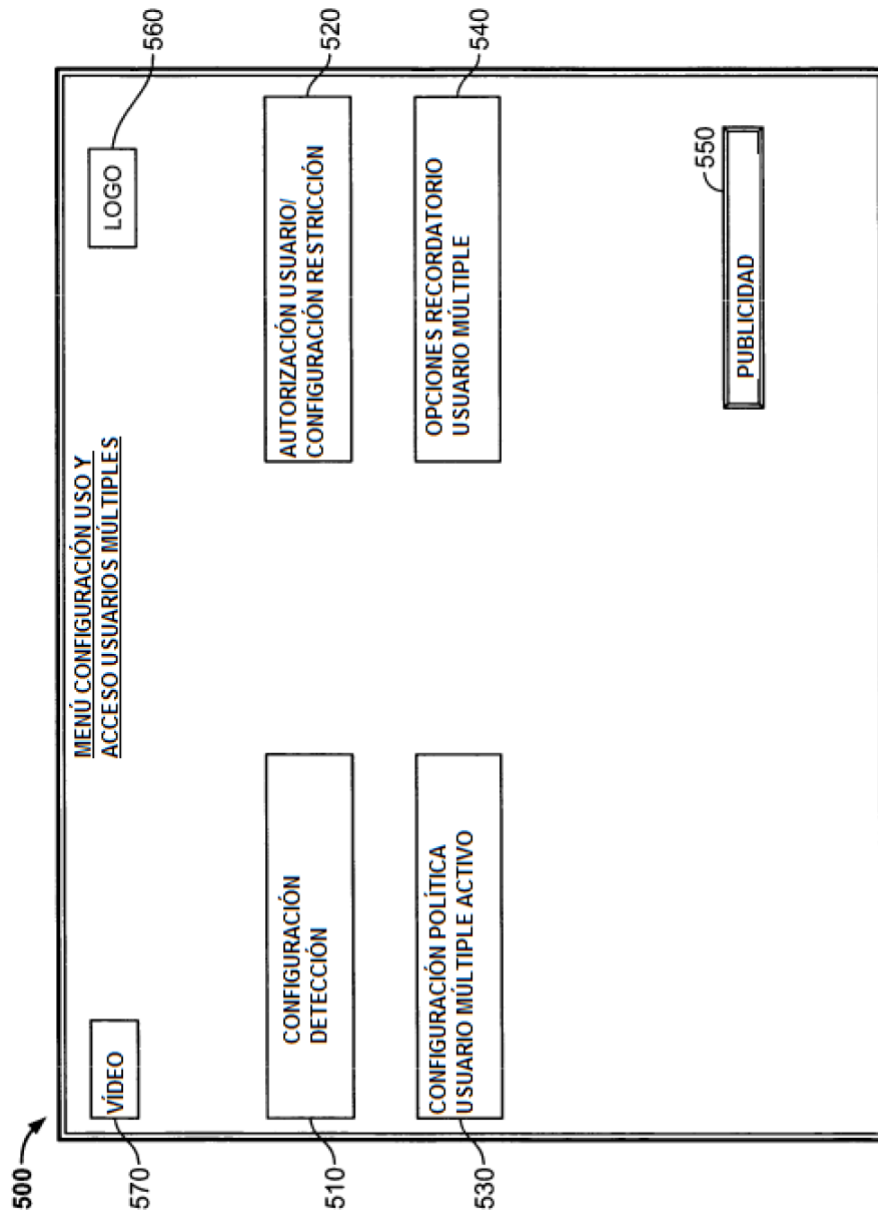 500
MENÚ CONFIGURACIÓN USO Y
ACCESO USUARIOS MÚLTIPLES
570
VÍDEO
LOGO
560
510
CONFIGURACIÓN
DETECCIÓN
AUTORIZACIÓN USUARIO/
CONFIGURACIÓN RESTRICCIÓN
520
530
CONFIGURACIÓN POLÍTICA
USUARIO MÚLTIPLE ACTIVO
OPCIONES RECORDATORIO
USUARIO MÚLTIPLE
540
550
PUBLICIDAD